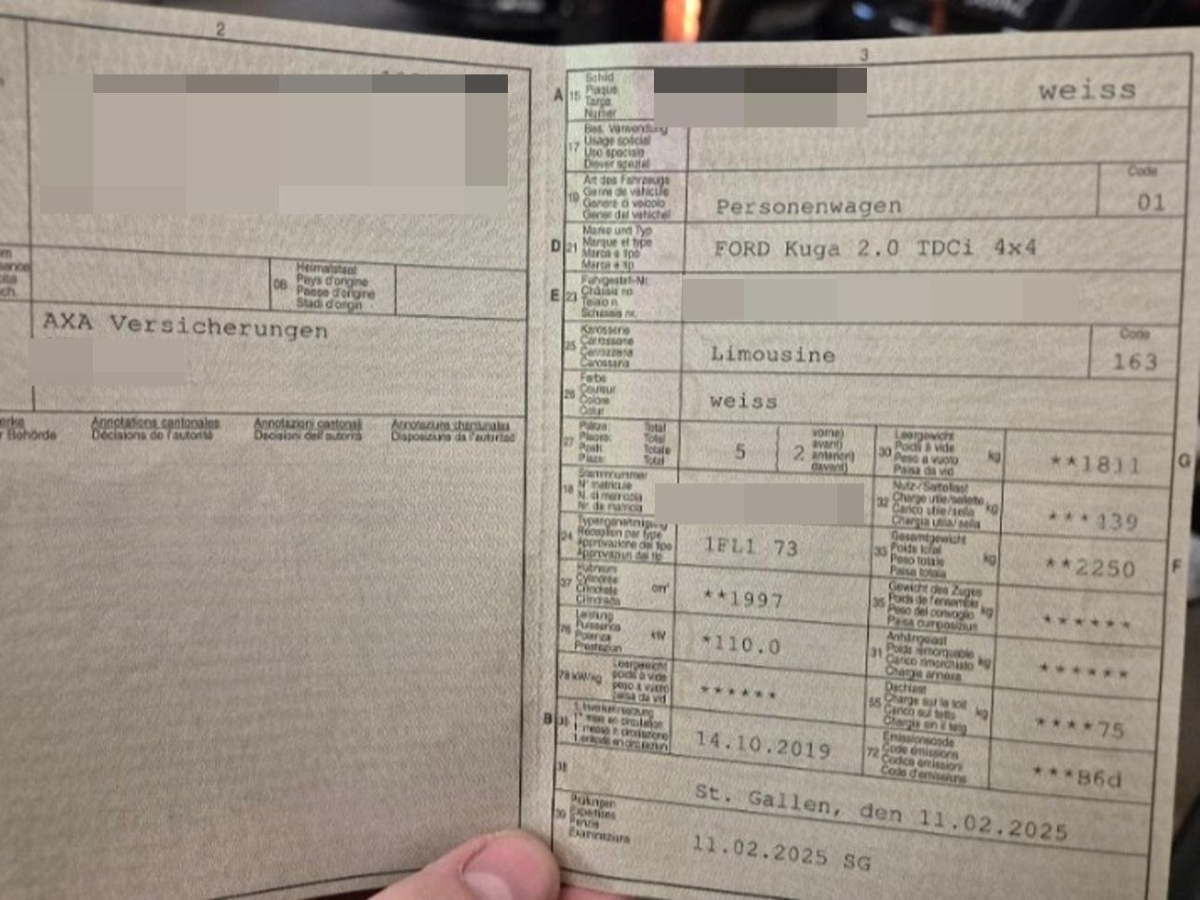 2
06
Heimatstaat
Pays d'origine
Paese d'origine
Stadi d'origin
AXA Versicherungen
Annotations cantonales
Annotazioni cantonali
Annotaziuns chantunalas
Behörde
Décisions de l'autorité
Decisioni dell'autorità
Disposiziuns da l'autoritad
3
A 15
Schild
Plaque
Targa
Numer
weiss
17
Bes. Verwendung
Usage spécial
Uso speciale
Diever spezial
19
Art des Fahrzeugs
Genre de véhicule
Genere di veicolo
Gener dal vehichel
Personenwagen
Code
01
D 21
Marke und Typ
Marque et type
Marca e tipo
Marca e tip
FORD Kuga 2.0 TDCi 4x4
E 23
Fahrgestell-Nr.
Châssis no
Telaio n.
Schassis nr.
25
Karosserie
Carrosserie
Carrozzeria
Carossaria
Limousine
Code
163
26
Farbe
Couleur
Colore
Colur
weiss
27
Plätze: Total
Places: Total
Posti: Totale
Plazs: Total
5
2
vorne)
avant)
anteriori)
davant)
30
Leergewicht
Poids à vide
Peso a vuoto
Paisa da vid
kg
**1811
G
18
Stammnummer
N° matricule
N. di matricola
Nr. da matricla
32
Nutz-/Sattellast
Charge utile/sellette
Carico utile/sella
Chargia utila/sella
kg
***439
24
Typengenehmigung
Réception par type
Approvazione del tipo
Approvaziun dal tip
1FL1 73
33
Gesamtgewicht
Poids total
Peso totale
Paisa totala
kg
**2250
F
37
Hubraum
Cylindrée
Cilindrata
Cilindrada
cm³
**1997
35
Gewicht des Zuges
Poids de l'ensemble
Peso del convoglio
Paisa cumposiziun
kg
******
76
Leistung
Puissance
Potenza
Prestaziun
kW
*110.0
31
Anhängelast
Poids remorquable
Carico rimorchiato
Chargia annexa
kg
******
78 kW/kg
Leergewicht
poids à vide
peso a vuoto
paisa da vid
******
55
Dachlast
Charge sur le toit
Carico sul tetto
Chargia sin il tetg
kg
****75
B 36
1. Inverkehrsetzung
1re mise en circulation
1. messa in circolazione
1. entrada en circulaziun
14.10.2019
72
Emissionscode
Code émissions
Codice emissioni
Code d'emissiuns
***B6d
38
St. Gallen, den 11.02.2025
39
Prüfungen
Expertises
Perizie
Examinaziuns
11.02.2025 SG